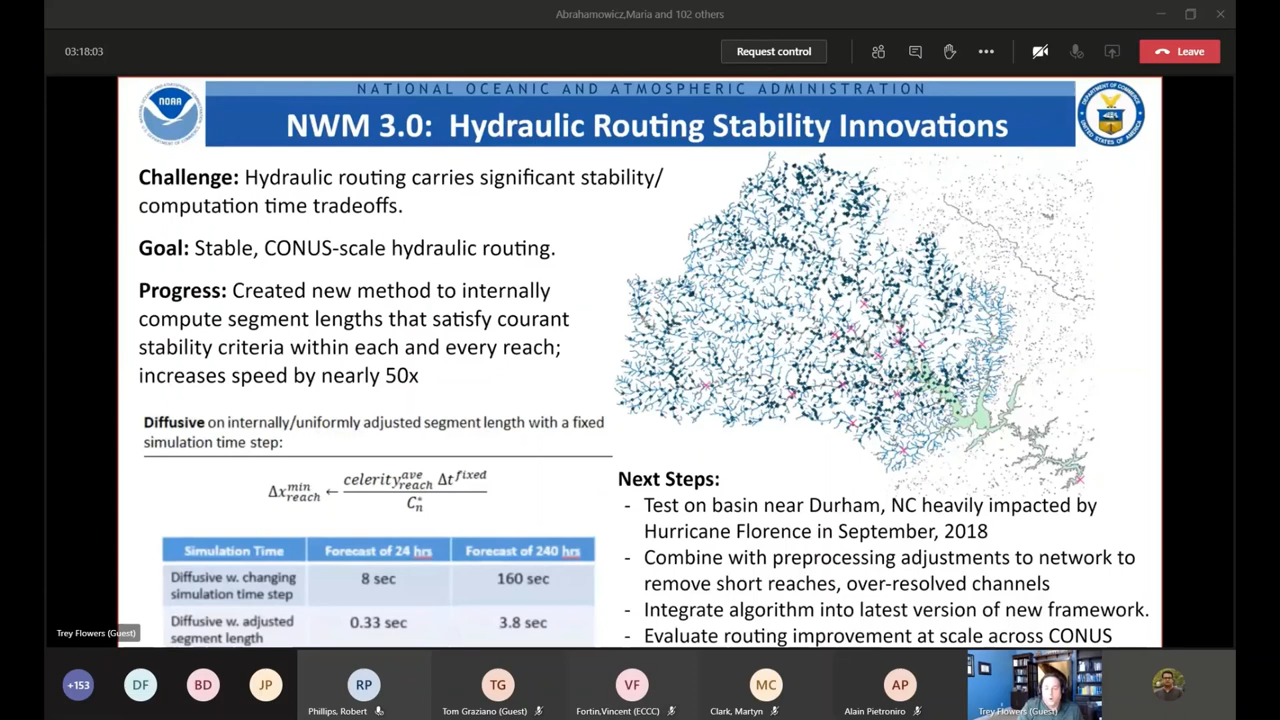 Abrahamowicz,Maria and 102 others
03:18:03
Request control
Leave
NATIONAL OCEANIC AND ATMOSPHERIC ADMINISTRATION
NOAA
NWM 3.0: Hydraulic Routing Stability Innovations
Challenge: Hydraulic routing carries significant stability/
computation time tradeoffs.
Goal: Stable, CONUS-scale hydraulic routing.
Progress: Created new method to internally
compute segment lengths that satisfy courant
stability criteria within each and every reach;
increases speed by nearly 50x
Diffusive on internally/uniformly adjusted segment length with a fixed
simulation time step:
Δx^min_reach ← celerity^ave_reach Δt^fixed / C^*_n
Simulation Time Forecast of 24 hrs Forecast of 240 hrs
Diffusive w. changing
simulation time step 8 sec 160 sec
Diffusive w. adjusted
segment length 0.33 sec 3.8 sec
Next Steps:
- Test on basin near Durham, NC heavily impacted by
Hurricane Florence in September, 2018
- Combine with preprocessing adjustments to network to
remove short reaches, over-resolved channels
- Integrate algorithm into latest version of new framework.
- Evaluate routing improvement at scale across CONUS
Trey Flowers (Guest)
+153 DF BD JP RP TG VF MC AP
Phillips, Robert Tom Graziano (Guest) Fortin,Vincent (ECCC) Clark, Martyn Alain Pietroniro Trey Flowers (Guest)